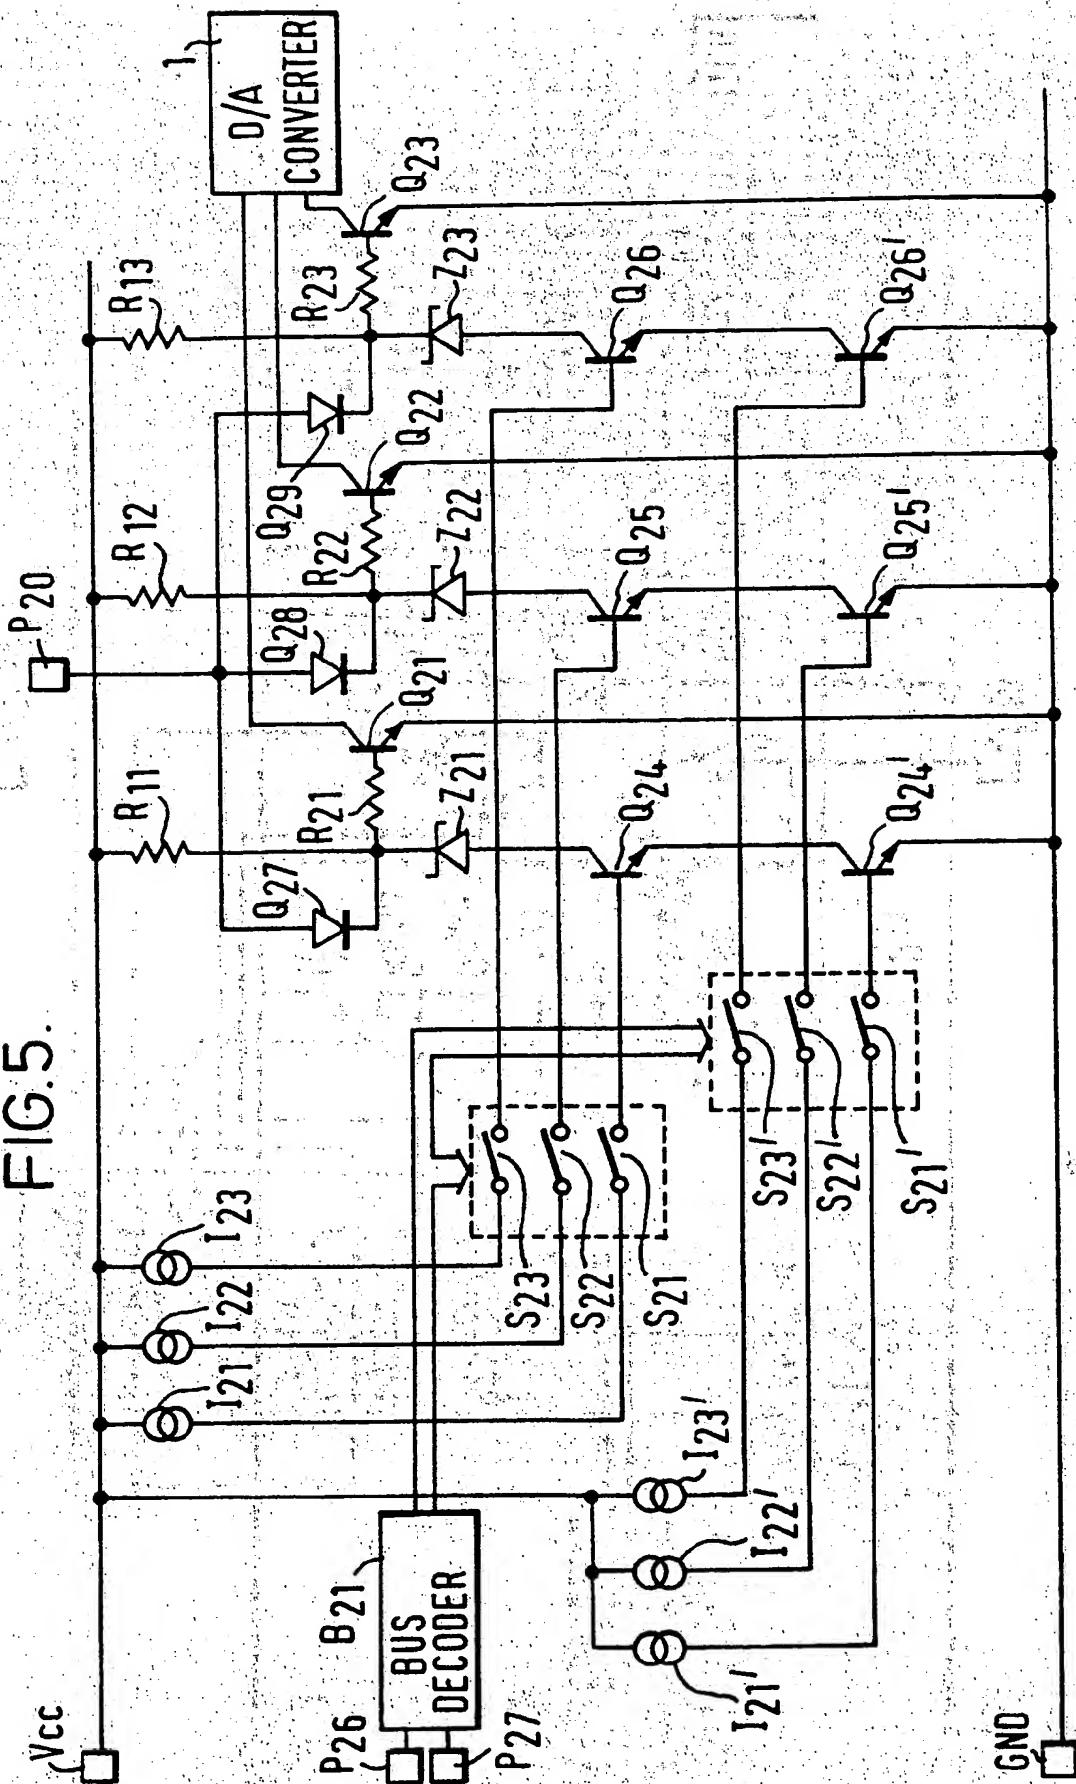 FIG.5.
Vcc
P20
R11
R12
R13
1
D/A
CONVERTER
I21
I22
I23
Q27
Q28
Q29
R21
R22
R23
Q21
Q22
Q23
Z21
Z22
Z23
P26
P27
B21
BUS
DECODER
S23
S22
S21
Q24
Q25
Q26
I21'
I22'
I23'
S23'
S22'
S21'
Q24'
Q25'
Q26'
GND